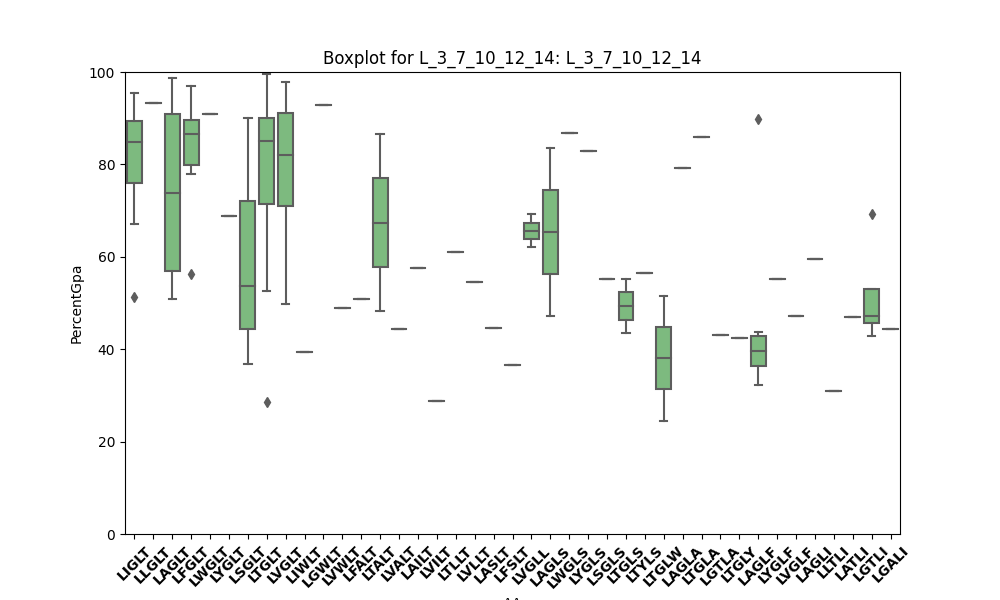 Boxplot for L_3_7_10_12_14: L_3_7_10_12_14
100
80
60
40
20
0
PercentGpa
LIGLT
LLGLT
LAGLT
LFGLT
LWGLT
LYGLT
LSGLT
LTGLT
LVGLT
LIWLT
LGWLT
LVWLT
LFALT
LTALT
LVALT
LAILT
LVILT
LTLLT
LVLLT
LASLT
LFSLT
LVGLL
LAGLS
LWGLS
LYGLS
LSGLS
LTGLS
LTYLS
LTGLW
LAGLA
LTGLA
LGTLA
LTGLY
LAGLF
LYGLF
LVGLF
LAGLI
LLTLI
LATLI
LGTLI
LGALI